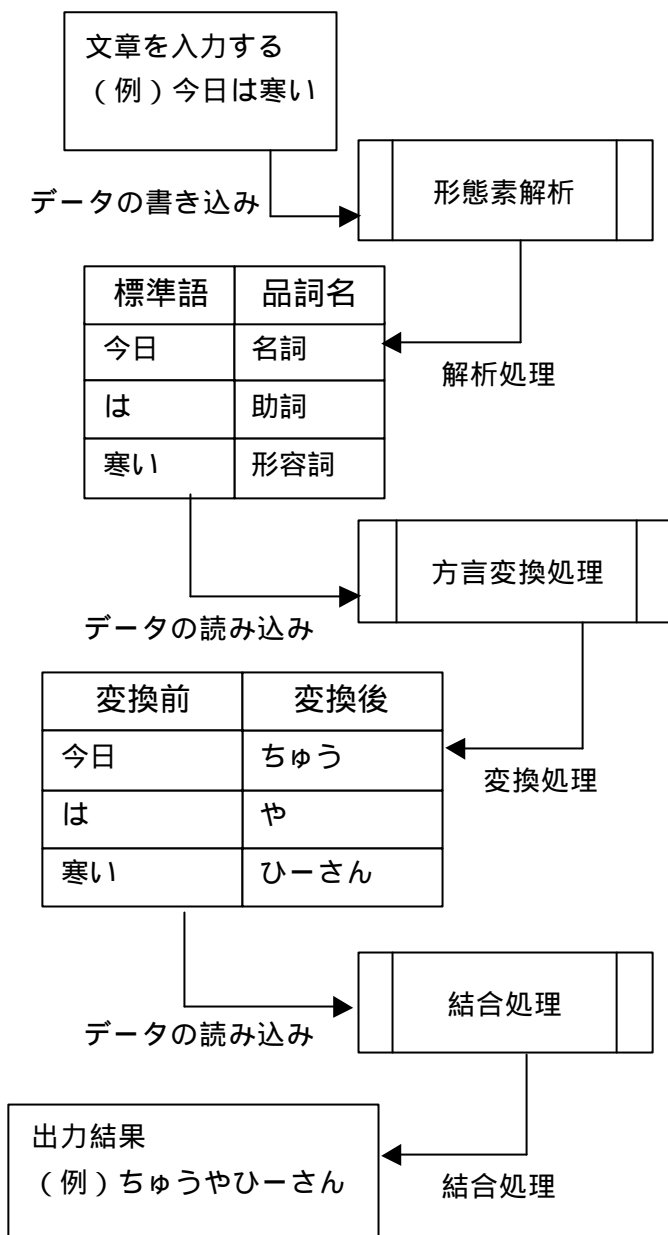 文章を入力する
（例）今日は寒い
データの書き込み
形態素解析
標準語 品詞名
今日 名詞
は 助詞
寒い 形容詞
解析処理
方言変換処理
データの読み込み
変換前 変換後
今日 ちゅう
は や
寒い ひーさん
変換処理
結合処理
データの読み込み
出力結果
（例）ちゅうやひーさん
結合処理